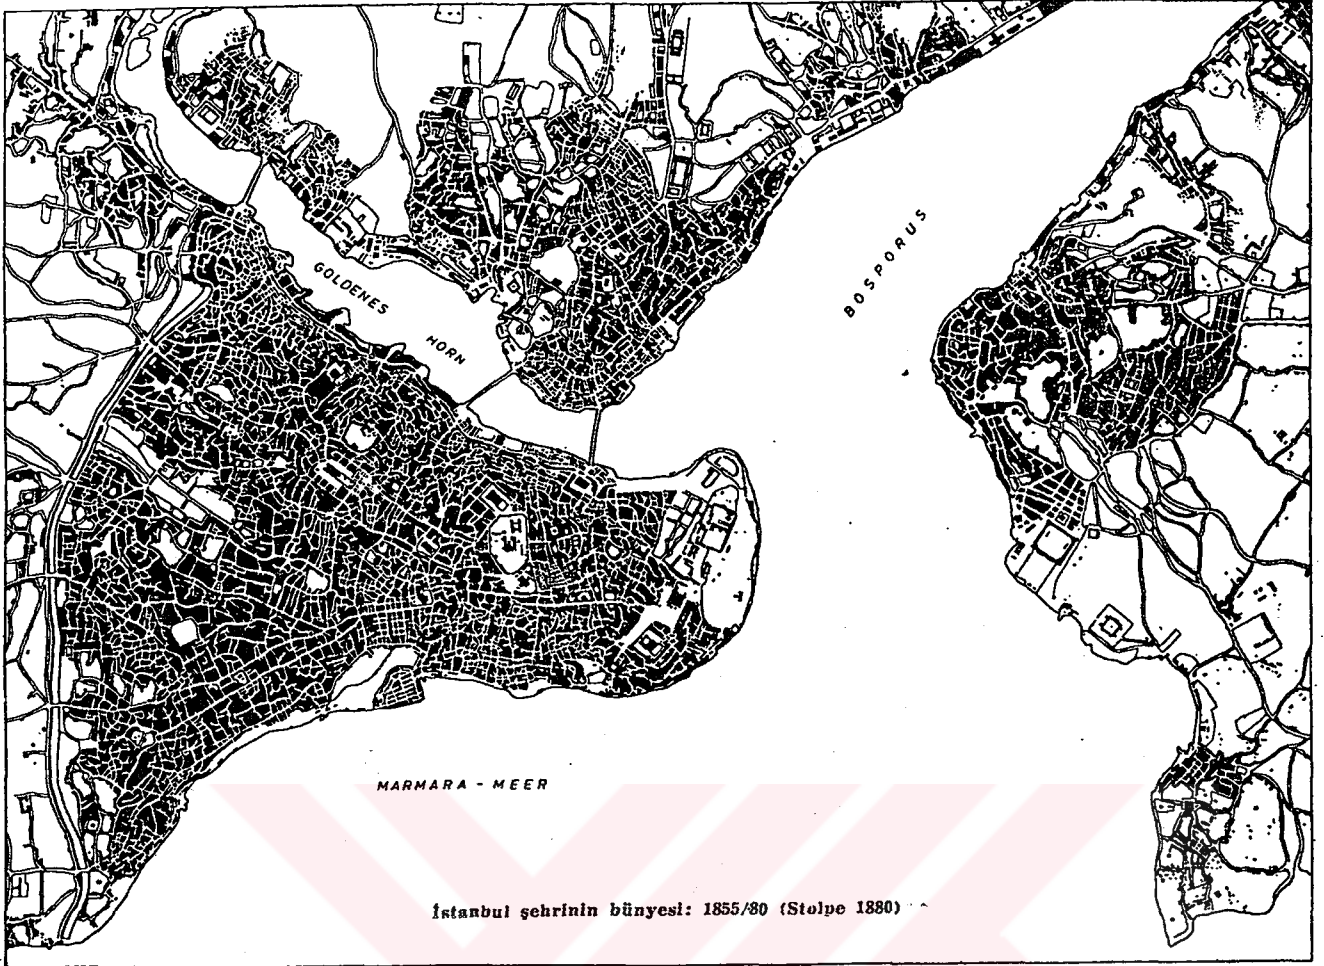 GOLDENES
HORN
BOSPORUS
MARMARA - MEER
İstanbul şehrinin bünyesi: 1855/80 (Stolpe 1880)